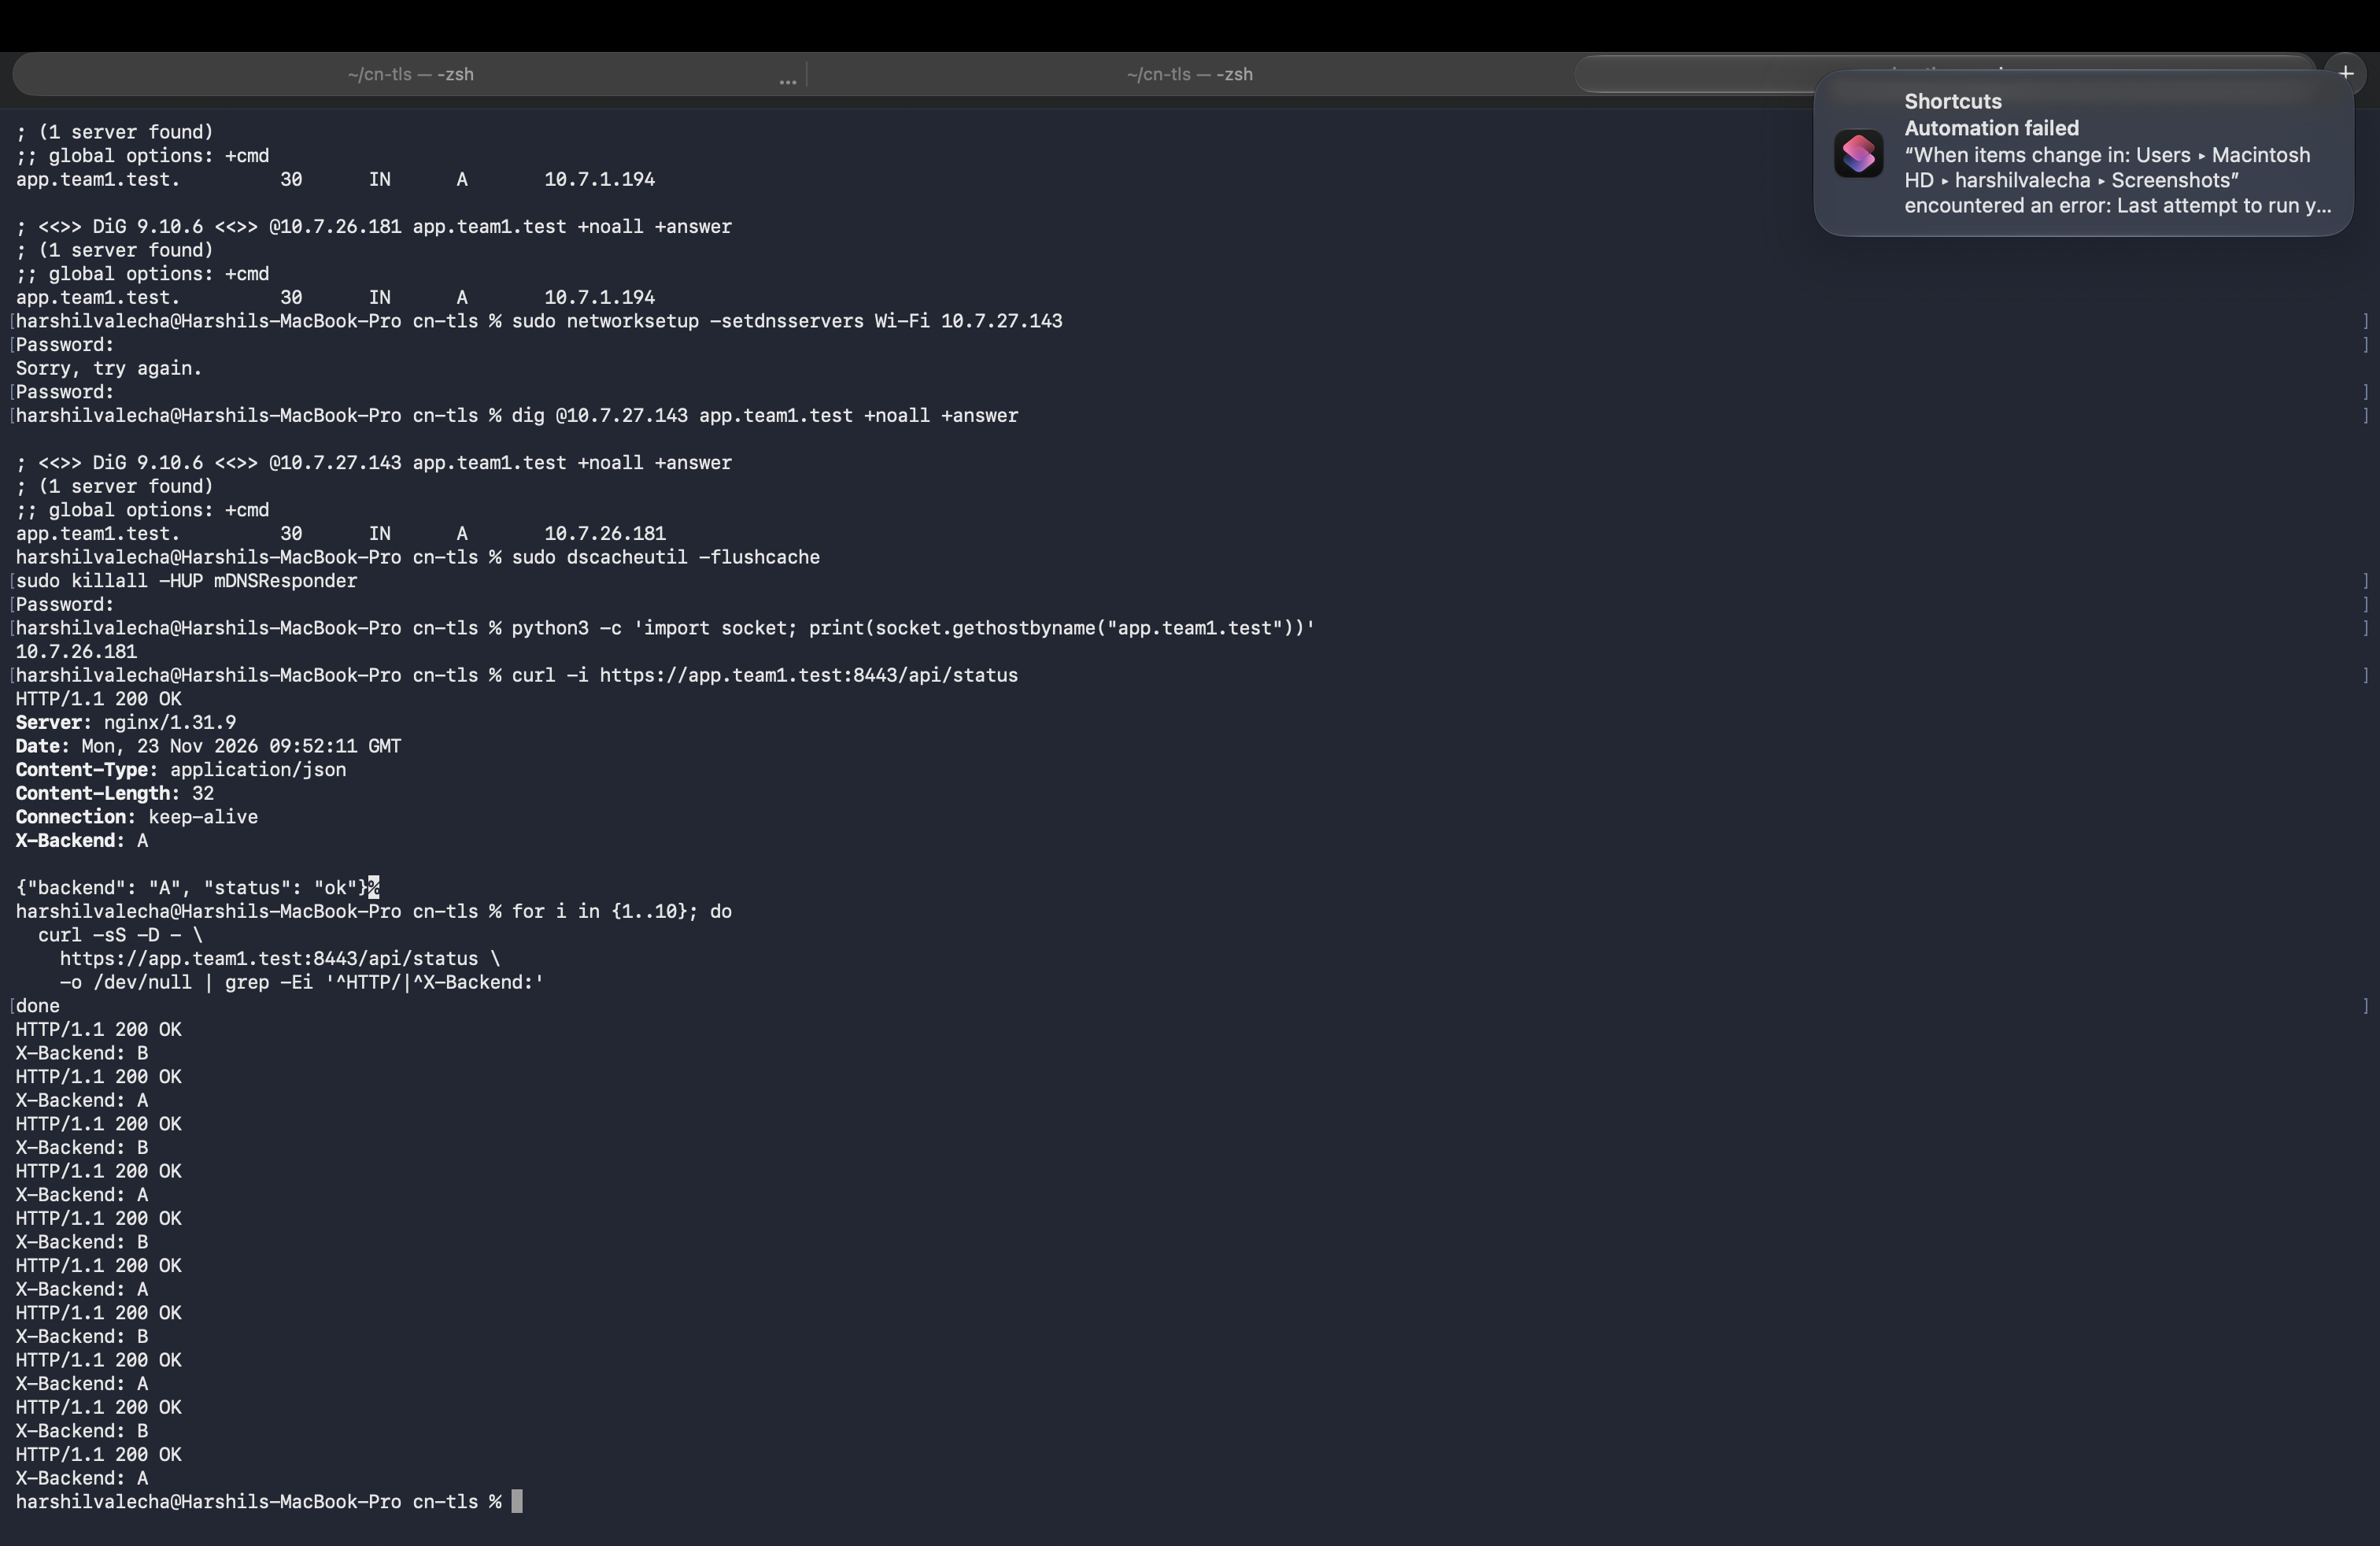 ~/cn-tls — -zsh
...
~/cn-tls — -zsh
+
Shortcuts
Automation failed
“When items change in: Users ▸ Macintosh
HD ▸ harshilvalecha ▸ Screenshots”
encountered an error: Last attempt to run y...
; (1 server found)
;; global options: +cmd
app.team1.test. 30 IN A 10.7.1.194
; <<>> DiG 9.10.6 <<>> @10.7.26.181 app.team1.test +noall +answer
; (1 server found)
;; global options: +cmd
app.team1.test. 30 IN A 10.7.1.194
[harshilvalecha@Harshils-MacBook-Pro cn-tls % sudo networksetup -setdnsservers Wi-Fi 10.7.27.143 ]
[Password: ]
Sorry, try again.
[Password: ]
[harshilvalecha@Harshils-MacBook-Pro cn-tls % dig @10.7.27.143 app.team1.test +noall +answer ]
; <<>> DiG 9.10.6 <<>> @10.7.27.143 app.team1.test +noall +answer
; (1 server found)
;; global options: +cmd
app.team1.test. 30 IN A 10.7.26.181
harshilvalecha@Harshils-MacBook-Pro cn-tls % sudo dscacheutil -flushcache
[sudo killall -HUP mDNSResponder ]
[Password: ]
[harshilvalecha@Harshils-MacBook-Pro cn-tls % python3 -c 'import socket; print(socket.gethostbyname("app.team1.test"))' ]
10.7.26.181
[harshilvalecha@Harshils-MacBook-Pro cn-tls % curl -i https://app.team1.test:8443/api/status ]
HTTP/1.1 200 OK
Server: nginx/1.31.9
Date: Mon, 23 Nov 2026 09:52:11 GMT
Content-Type: application/json
Content-Length: 32
Connection: keep-alive
X-Backend: A
{"backend": "A", "status": "ok"}%
harshilvalecha@Harshils-MacBook-Pro cn-tls % for i in {1..10}; do
curl -sS -D - \
https://app.team1.test:8443/api/status \
-o /dev/null | grep -Ei '^HTTP/|^X-Backend:'
[done ]
HTTP/1.1 200 OK
X-Backend: B
HTTP/1.1 200 OK
X-Backend: A
HTTP/1.1 200 OK
X-Backend: B
HTTP/1.1 200 OK
X-Backend: A
HTTP/1.1 200 OK
X-Backend: B
HTTP/1.1 200 OK
X-Backend: A
HTTP/1.1 200 OK
X-Backend: B
HTTP/1.1 200 OK
X-Backend: A
HTTP/1.1 200 OK
X-Backend: B
HTTP/1.1 200 OK
X-Backend: A
harshilvalecha@Harshils-MacBook-Pro cn-tls %